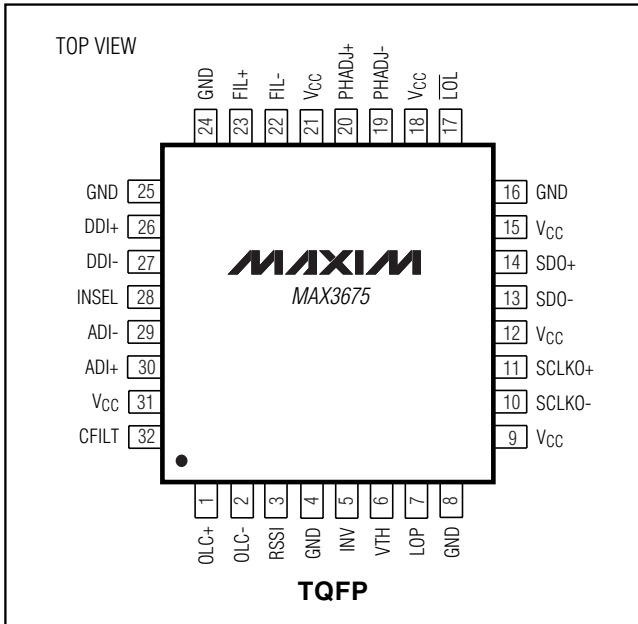 TOP VIEW
GND
FIL+
FIL-
VCC
PHADJ+
PHADJ-
VCC
LOL
24
23
22
21
20
19
18
17
GND 25
DDI+ 26
DDI- 27
INSEL 28
ADI- 29
ADI+ 30
VCC 31
CFILT 32
MAXIM
MAX3675
16 GND
15 VCC
14 SDO+
13 SDO-
12 VCC
11 SCLKO+
10 SCLKO-
9 VCC
1
2
3
4
5
6
7
8
OLC+
OLC-
RSSI
GND
INV
VTH
LOP
GND
TQFP